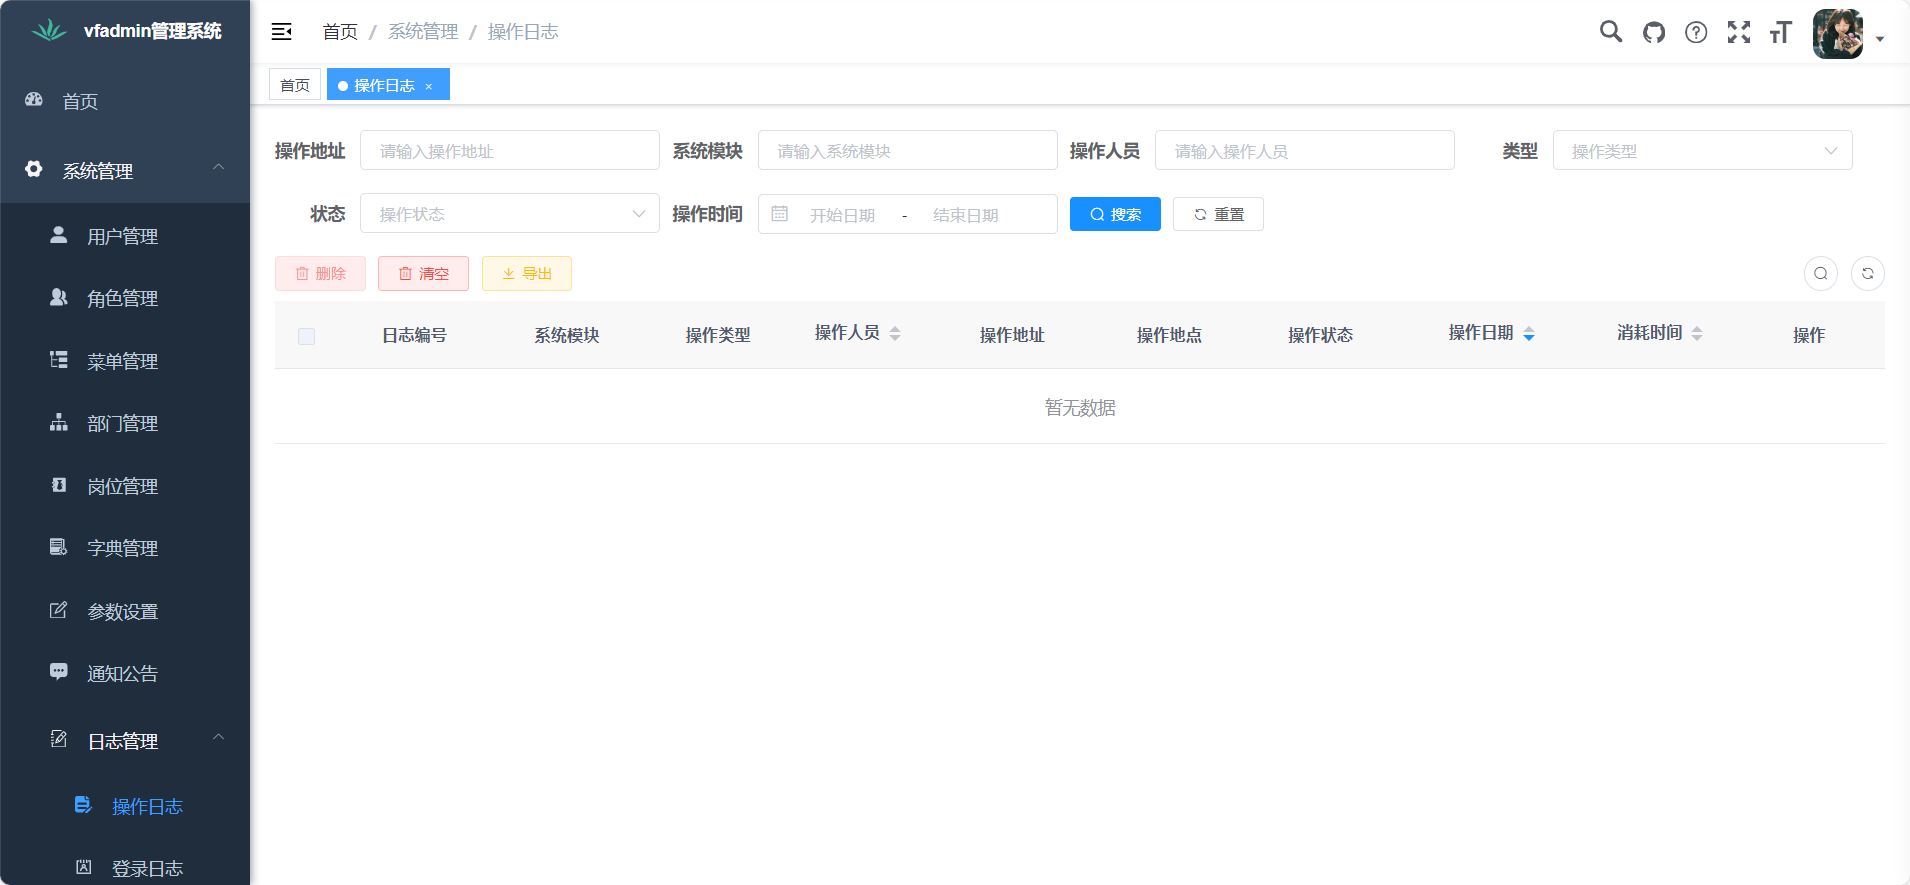 vfadmin管理系统
首页 / 系统管理 / 操作日志
首页
操作日志 ×
首页
系统管理
用户管理
角色管理
菜单管理
部门管理
岗位管理
字典管理
参数设置
通知公告
日志管理
操作日志
登录日志
操作地址 请输入操作地址 系统模块 请输入系统模块 操作人员 请输入操作人员 类型 操作类型
状态 操作状态 操作时间 开始日期 - 结束日期 搜索 重置
删除 清空 导出
日志编号 系统模块 操作类型 操作人员 操作地址 操作地点 操作状态 操作日期 消耗时间 操作
暂无数据